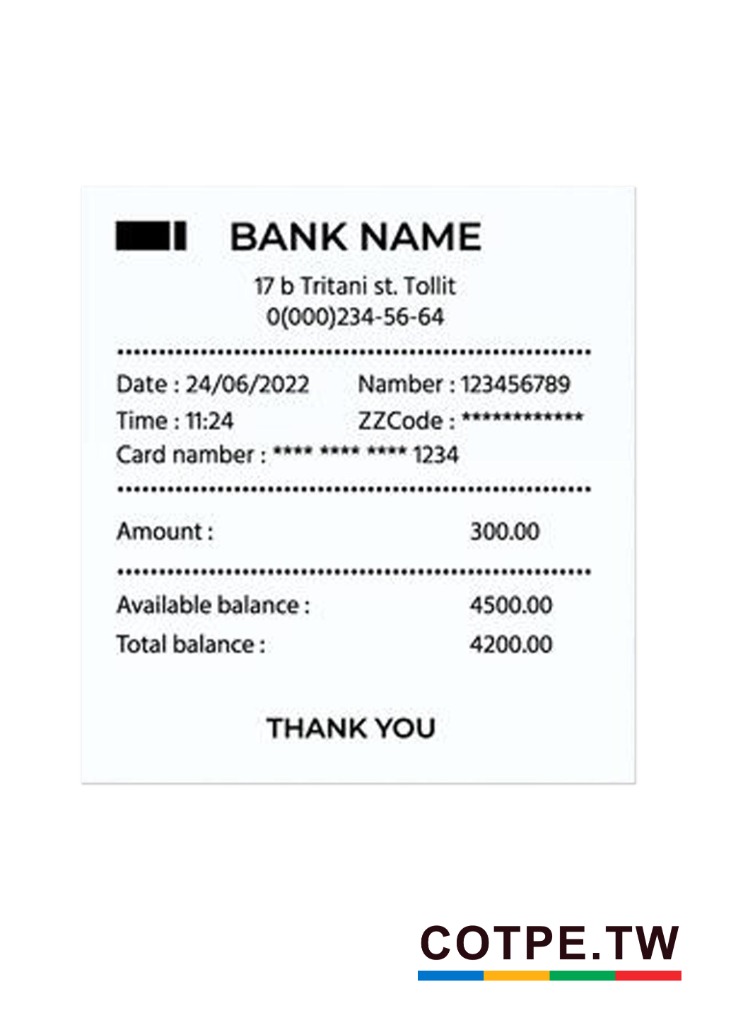 BANK NAME
17 b Tritani st. Tollit
0(000)234-56-64
Date : 24/06/2022 Namber : 123456789
Time : 11:24 ZZCode : ************
Card namber : **** **** **** 1234
Amount : 300.00
Available balance : 4500.00
Total balance : 4200.00
THANK YOU
COTPE.TW